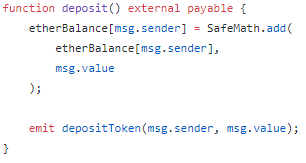 function deposit() external payable {
    etherBalance[msg.sender] = SafeMath.add(
        etherBalance[msg.sender],
        msg.value
    );

    emit depositToken(msg.sender, msg.value);
}